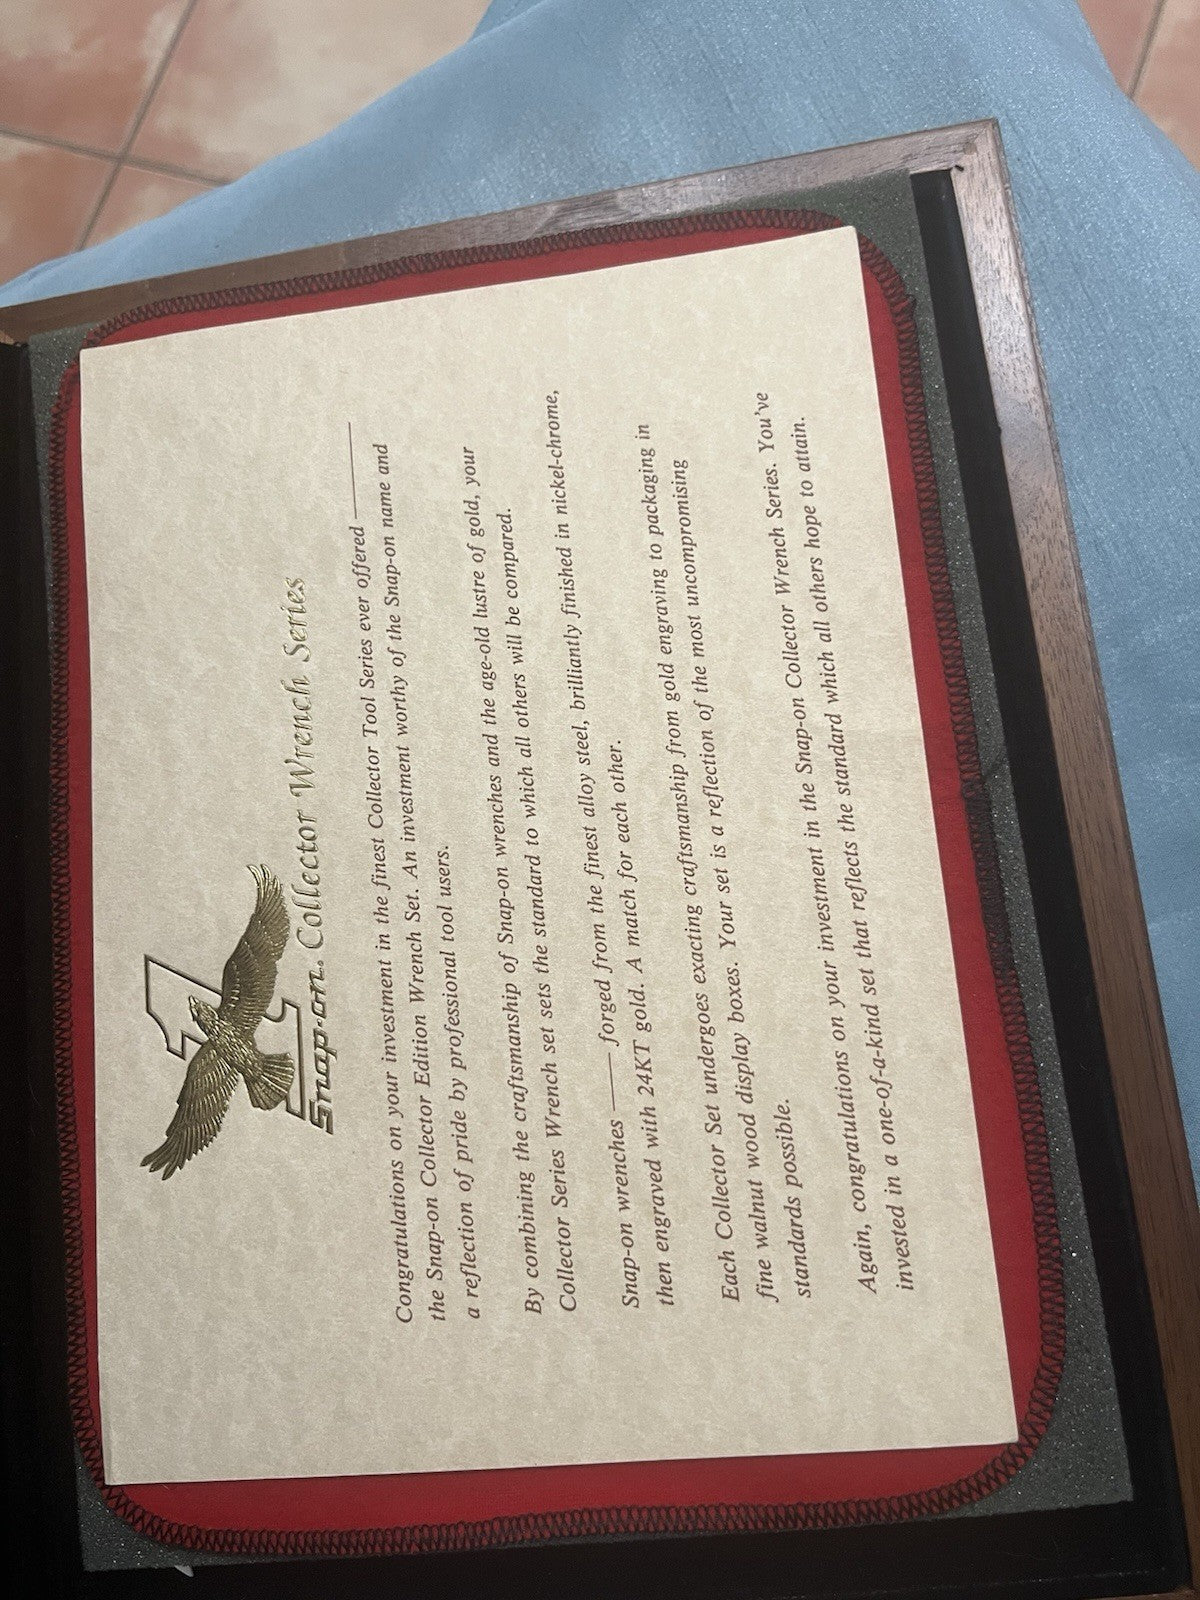 1
Snap-on® Collector Wrench Series
Congratulations on your investment in the finest Collector Tool Series ever offered ———
the Snap-on Collector Edition Wrench Set. An investment worthy of the Snap-on name and
a reflection of pride by professional tool users.
By combining the craftsmanship of Snap-on wrenches and the age-old lustre of gold, your
Collector Series Wrench set sets the standard to which all others will be compared.
Snap-on wrenches —— forged from the finest alloy steel, brilliantly finished in nickel-chrome,
then engraved with 24KT gold. A match for each other.
Each Collector Set undergoes exacting craftsmanship from gold engraving to packaging in
fine walnut wood display boxes. Your set is a reflection of the most uncompromising
standards possible.
Again, congratulations on your investment in the Snap-on Collector Wrench Series. You've
invested in a one-of-a-kind set that reflects the standard which all others hope to attain.